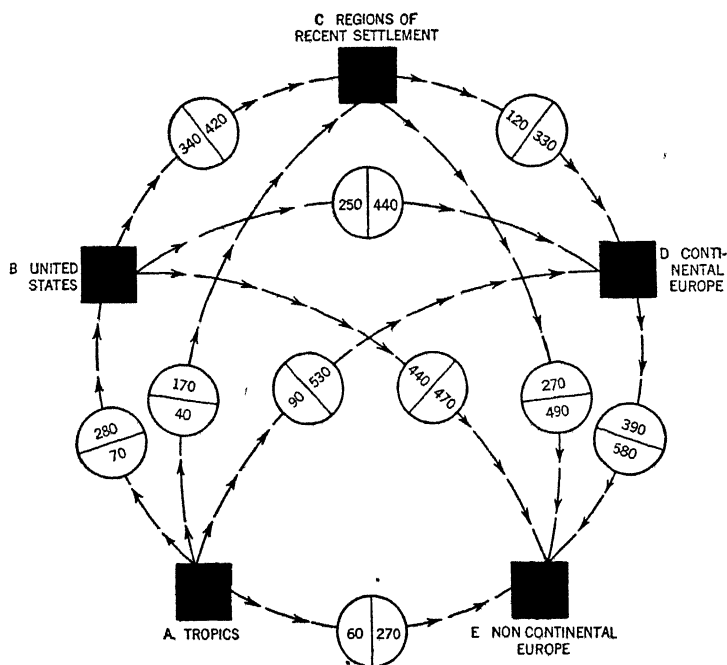 C REGIONS OF
RECENT SETTLEMENT
340 420
120 330
250 440
B UNITED
STATES
D CONTI-
NENTAL
EUROPE
170
40
90 530
440 470
270
490
280
70
390
580
60 270
A. TROPICS
E NON CONTINENTAL
EUROPE